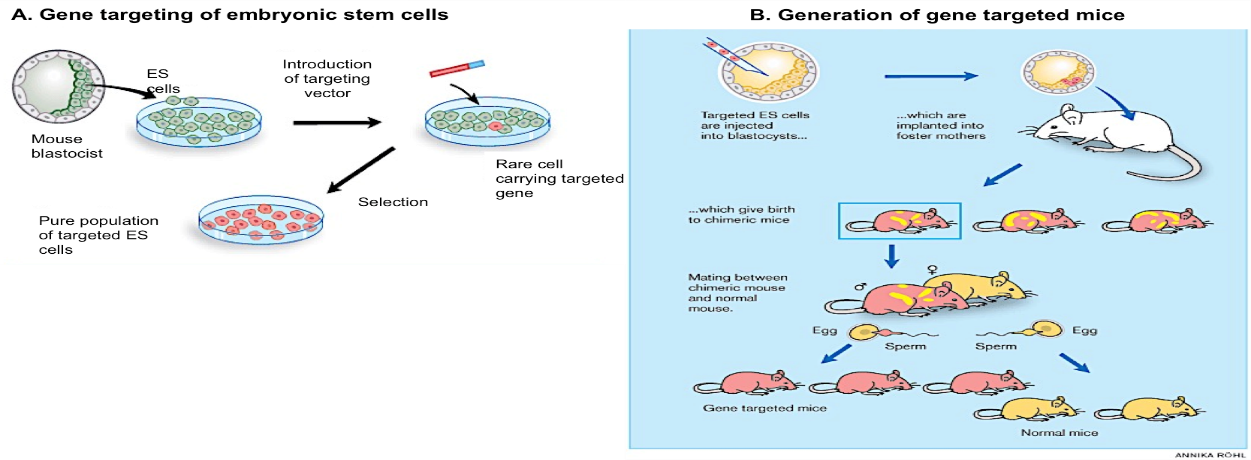 A. Gene targeting of embryonic stem cells
ES
cells
Introduction
of targeting
vector
Mouse
blastocist
Rare cell
carrying targeted
gene
Selection
Pure population
of targeted ES
cells
B. Generation of gene targeted mice
Targeted ES cells
are injected
into blastocysts...
...which are
implanted into
foster mothers
...which give birth
to chimeric mice
Mating between
chimeric mouse
and normal
mouse.
♂
♀
Egg
Sperm
Sperm
Egg
Gene targeted mice
Normal mice
ANNIKA RÖHL